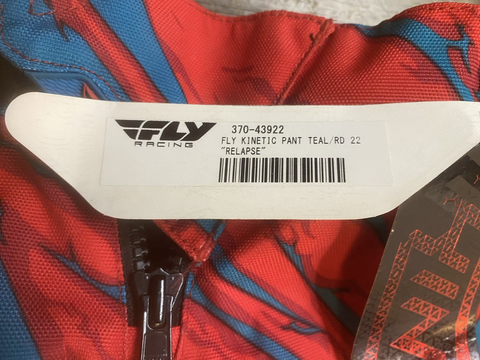 FLY
RACING
370-43922
FLY KINETIC PANT TEAL/RD 22
"RELAPSE"